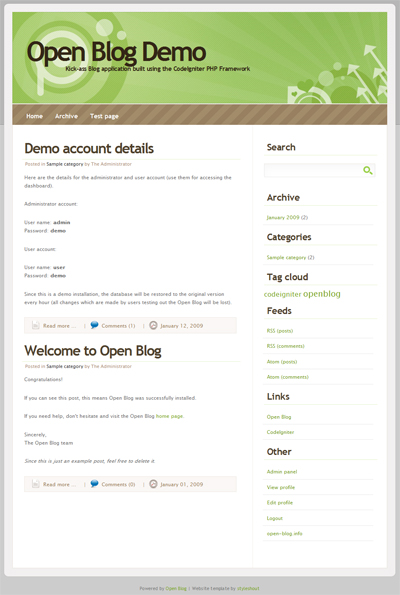 Open Blog Demo
Kick-ass Blog application built using the CodeIgniter PHP Framework
Home Archive Test page
Demo account details
Posted in Sample category by The Administrator
Here are the details for the administrator and user account (use them for accessing the
dashboard).
Administrator account:
User name: admin
Password: demo
User account:
User name: user
Password: demo
Since this is a demo installation, the database will be restored to the original version
every hour (all changes which are made by users testing out the Open Blog will be lost).
Read more ... | Comments (1) | January 12, 2009
Welcome to Open Blog
Posted in Sample category by The Administrator
Congratulations!
If you can see this post, this means Open Blog was successfully installed.
If you need help, don't hesitate and visit the Open Blog home page.
Sincerely,
The Open Blog team
Since this is just an example post, feel free to delete it.
Read more ... | Comments (0) | January 01, 2009
Search
Archive
January 2009 (2)
Categories
Sample category (2)
Tag cloud
codeigniter openblog
Feeds
RSS (posts)
RSS (comments)
Atom (posts)
Atom (comments)
Links
Open Blog
CodeIgniter
Other
Admin panel
View profile
Edit profile
Logout
open-blog info
Powered by Open Blog | Website template by